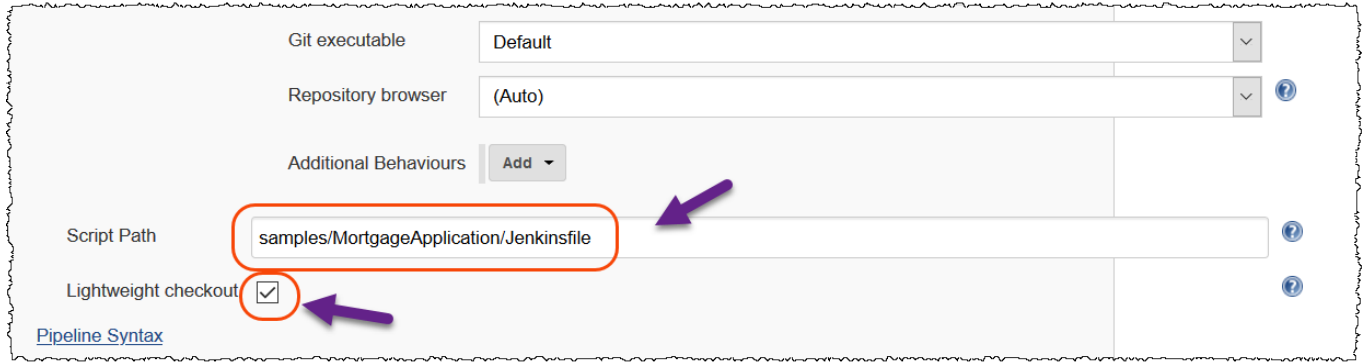 Git executable Default
Repository browser (Auto) ?
Additional Behaviours Add
Script Path samples/MortgageApplication/Jenkinsfile ?
Lightweight checkout ?
Pipeline Syntax